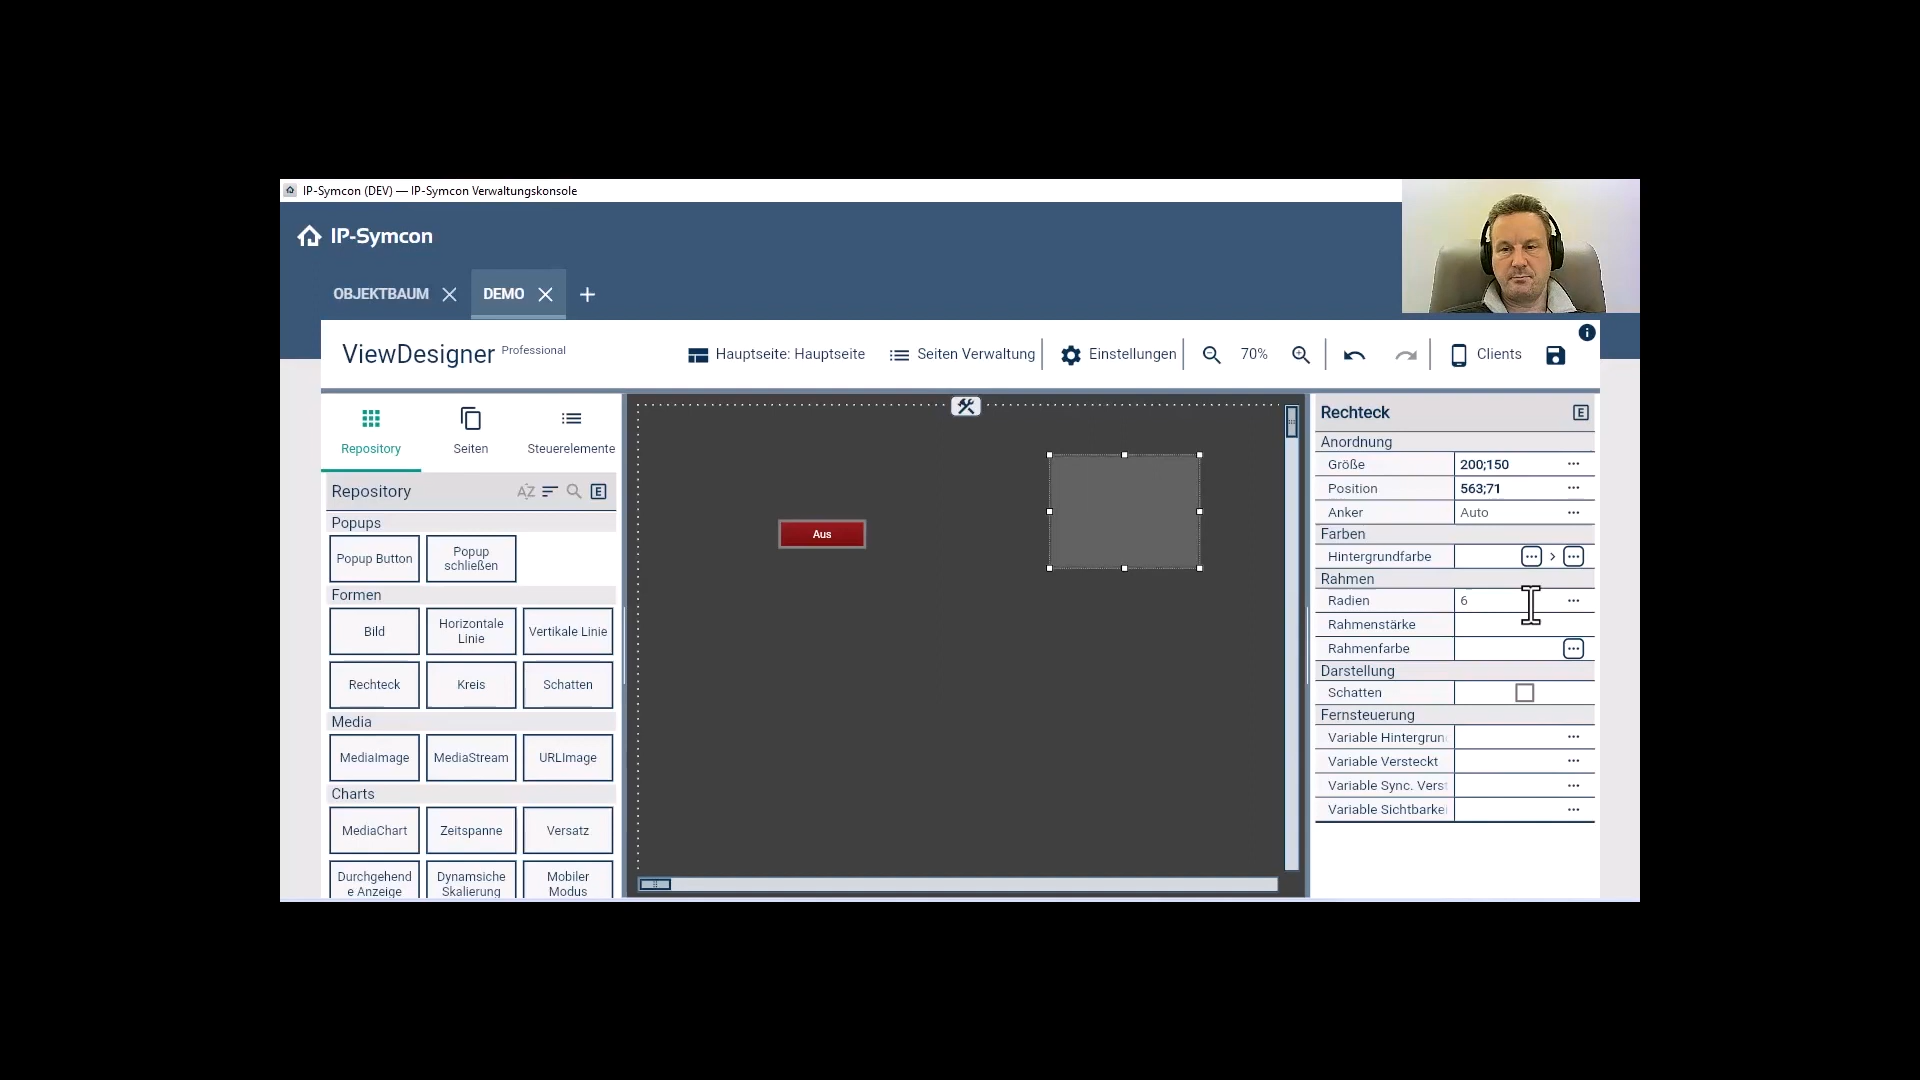 IP-Symcon (DEV) — IP-Symcon Verwaltungskonsole
IP-Symcon
OBJEKTBAUM
DEMO
ViewDesigner Professional
Hauptseite: Hauptseite
Seiten Verwaltung
Einstellungen
70%
Clients
Repository
Seiten
Steuerelemente
Repository
AZ
E
Popups
Popup Button
Popup
schließen
Formen
Bild
Horizontale
Linie
Vertikale Linie
Rechteck
Kreis
Schatten
Media
MediaImage
MediaStream
URLImage
Charts
MediaChart
Zeitspanne
Versatz
Durchgehend
e Anzeige
Dynamsiche
Skalierung
Mobiler
Modus
Aus
Rechteck
E
Anordnung
Größe 200;150 ···
Position 563;71 ···
Anker Auto ···
Farben
Hintergrundfarbe ··· > ···
Rahmen
Radien 6 ···
Rahmenstärke
Rahmenfarbe ···
Darstellung
Schatten
Fernsteuerung
Variable Hintergrun ···
Variable Versteckt ···
Variable Sync. Vers ···
Variable Sichtbarke ···